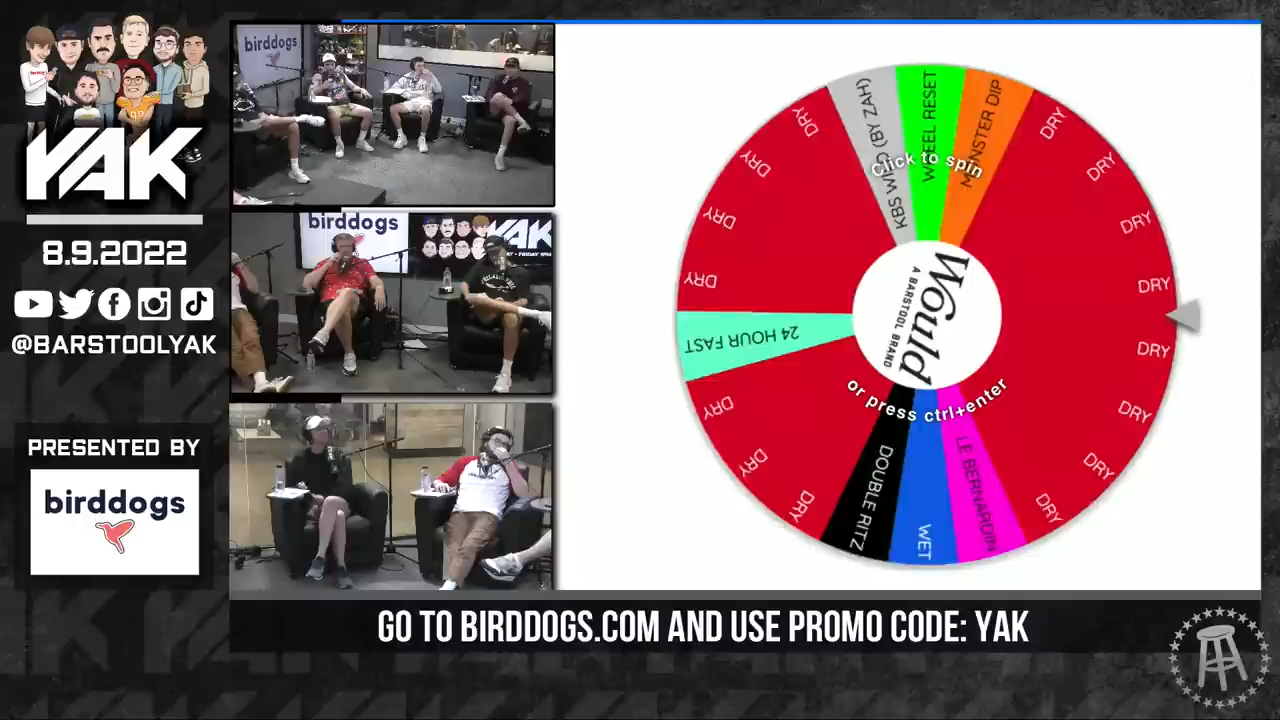 YAK
8.9.2022
@BARSTOOLYAK
PRESENTED BY
birddogs
birddogs
birddogs
YAK
DRY
DRY
DRY
DRY
24 HOUR FAST
DRY
DRY
DRY
DOUBLE RITZ
WET
LE BERNARDIN
DRY
DRY
DRY
DRY
DRY
DRY
DRY
DRY
MONSTER DIP
WHEEL RESET
KBS WING (BY ZAH)
Click to spin
or press ctrl+enter
Would
A BARSTOOL BRAND
GO TO BIRDDOGS.COM AND USE PROMO CODE: YAK